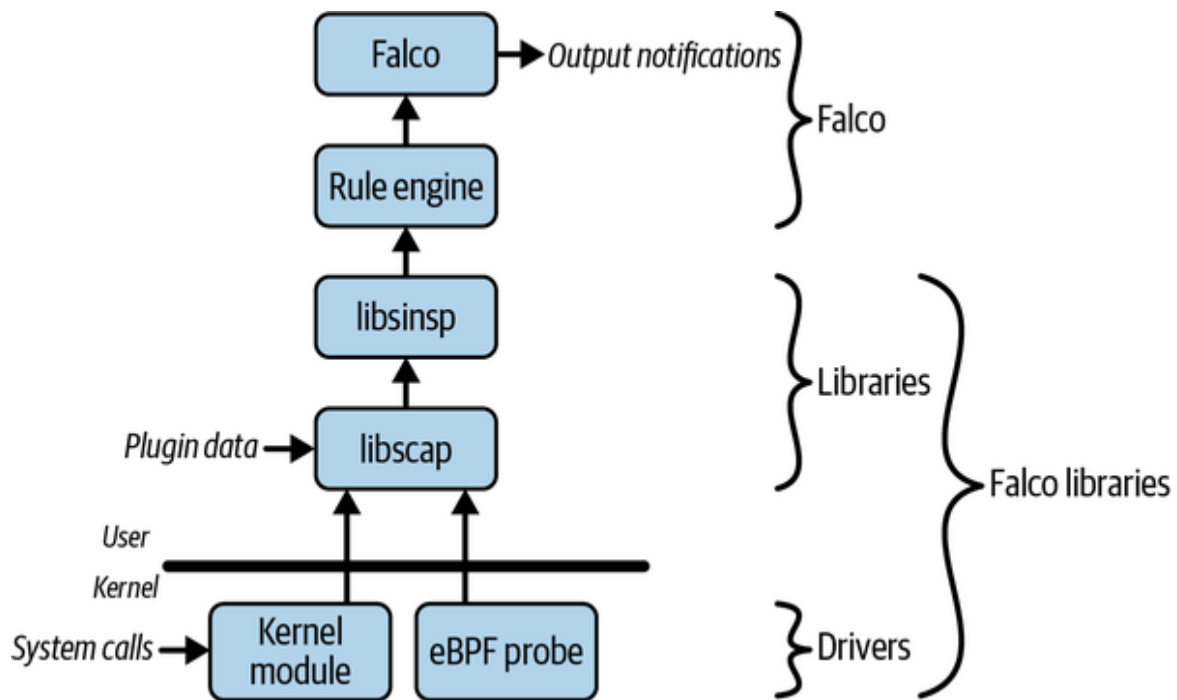 Falco
Output notifications
Falco
Rule engine
libsinsp
Libraries
Plugin data
libscap
Falco libraries
User
Kernel
System calls
Kernel
module
eBPF probe
Drivers